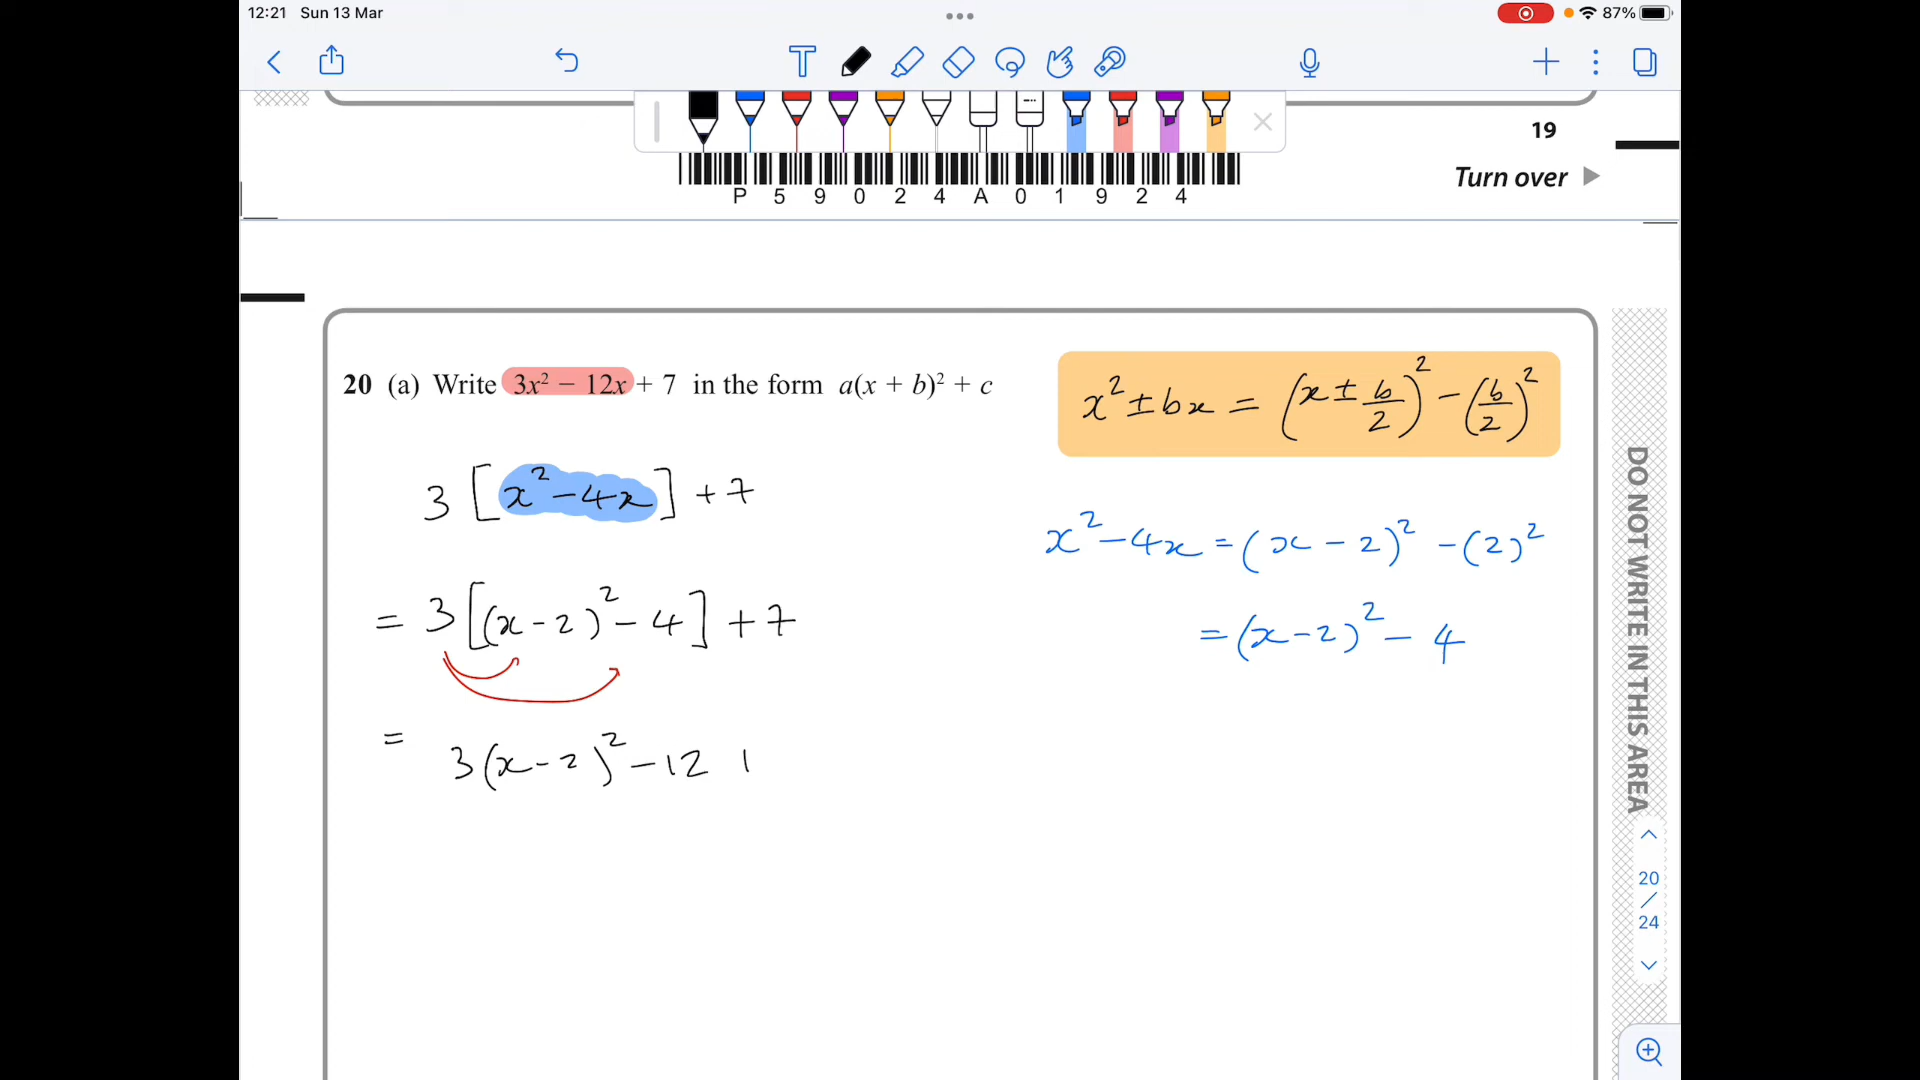 12:21 Sun 13 Mar
87%
19
Turn over
P 5 9 0 2 4 A 0 1 9 2 4
20 (a) Write 3x² − 12x + 7 in the form a(x + b)² + c
x² ± bx = (x ± b/2)² − (b/2)²
3 [x² − 4x] + 7
x² − 4x = (x − 2)² − (2)²
= 3 [(x − 2)² − 4] + 7
= (x − 2)² − 4
= 3(x − 2)² − 12
DO NOT WRITE IN THIS AREA
20
/
24